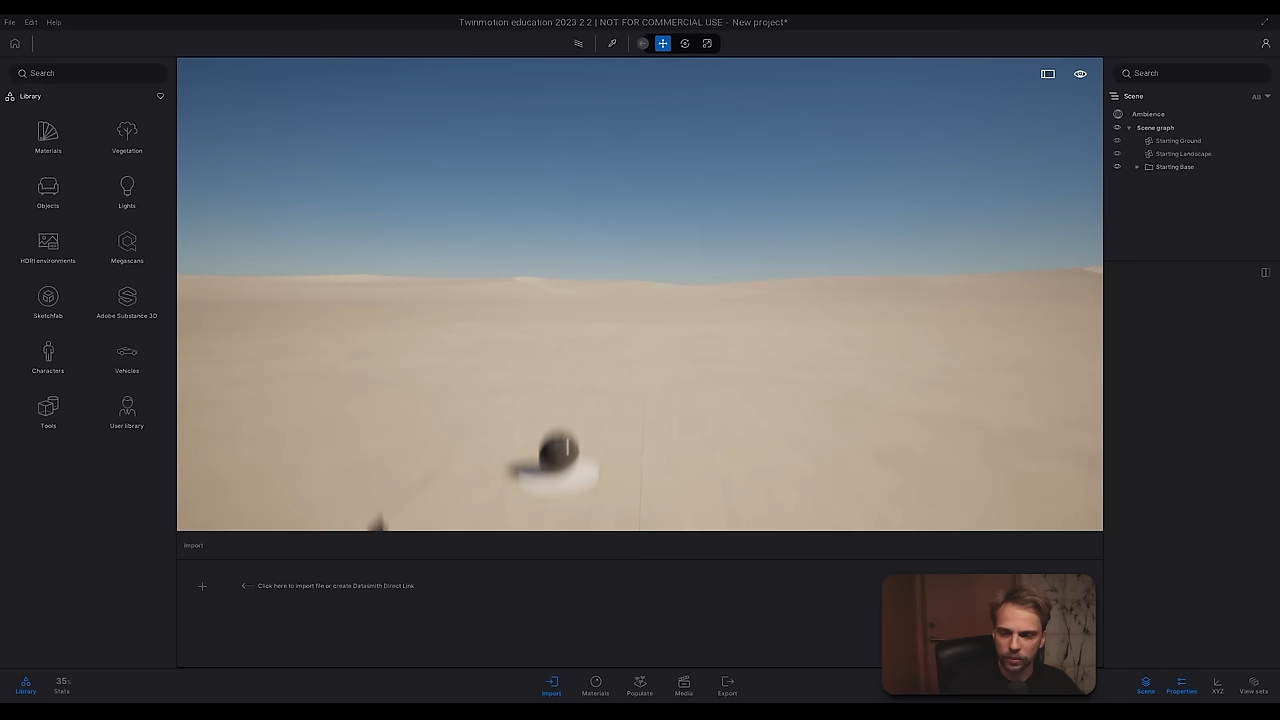 File Edit Help
Twinmotion education 2023.2.2 | NOT FOR COMMERCIAL USE - New project*
Search
Library
Materials
Vegetation
Objects
Lights
HDRI environments
Megascans
Sketchfab
Adobe Substance 3D
Characters
Vehicles
Tools
User library
Import
Click here to import file or create Datasmith Direct Link
Search
Scene
All
Ambience
Scene graph
Starting Ground
Starting Landscape
Starting Base
Library
35%
Stats
Import
Materials
Populate
Media
Export
Scene
Properties
XYZ
View sets